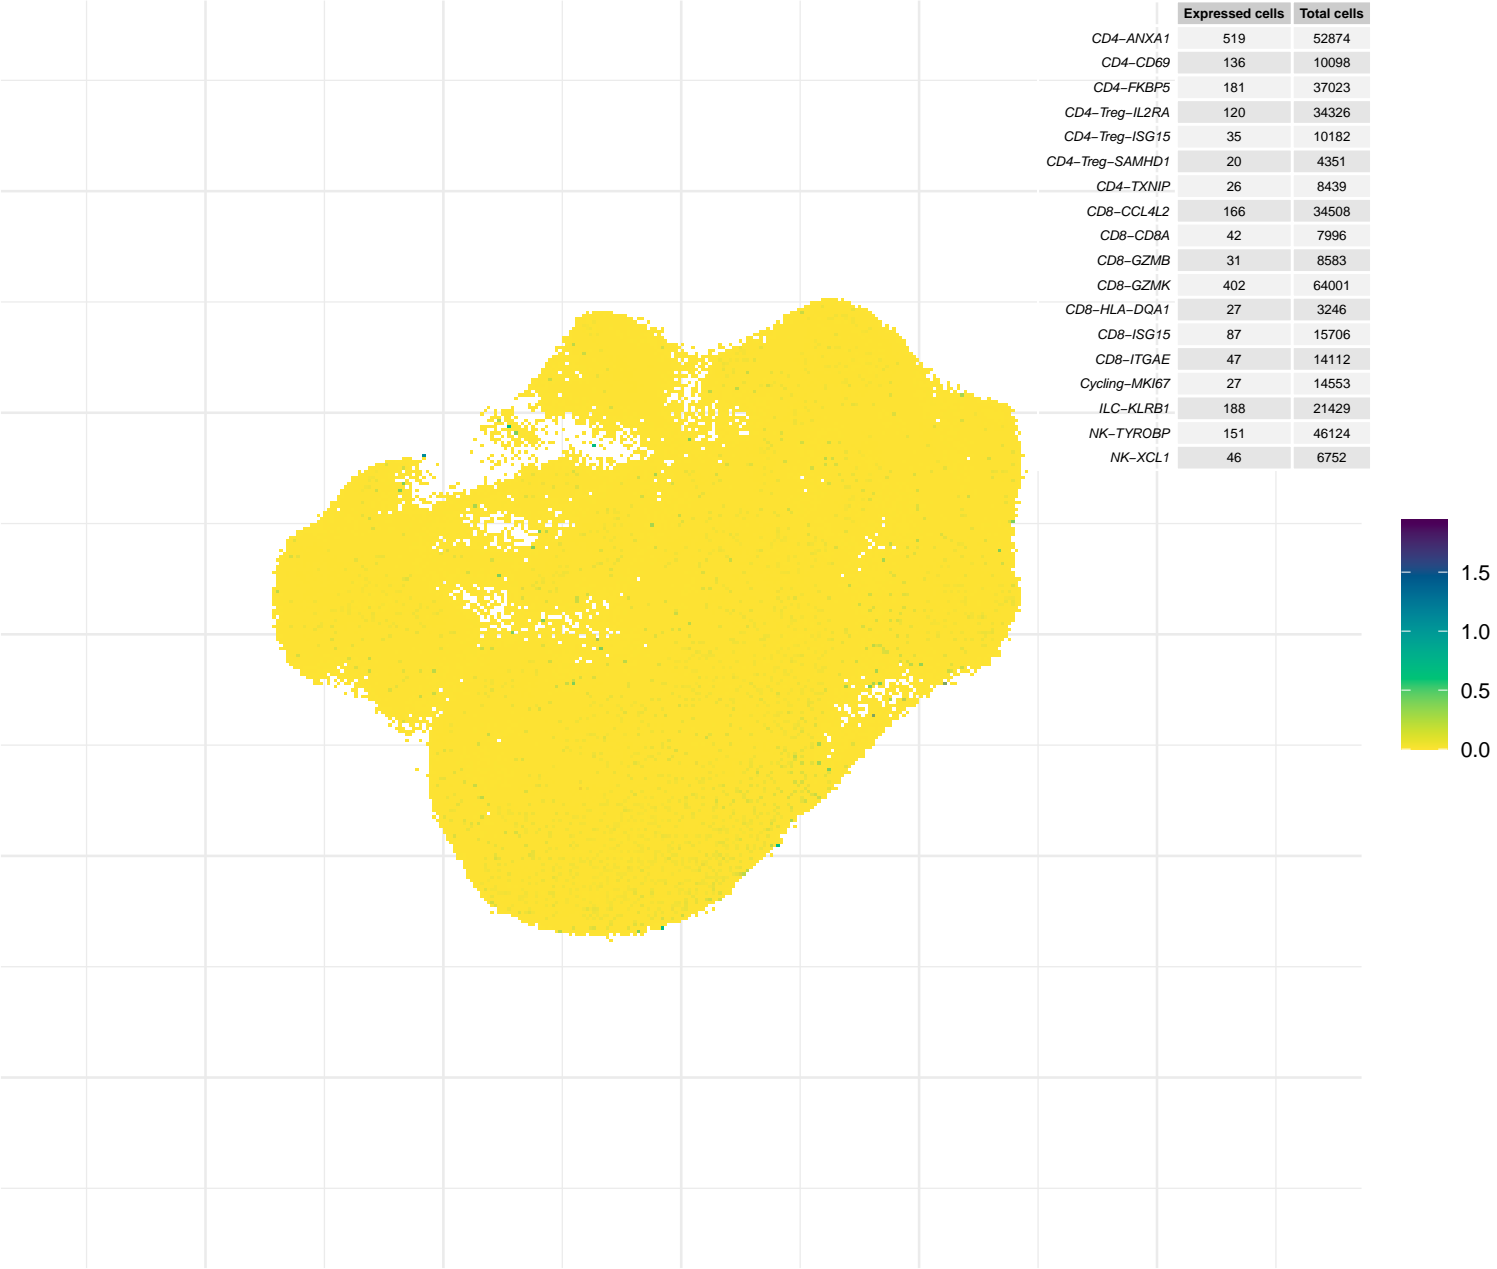 Expressed cells Total cells
CD4−ANXA1 519 52874
CD4−CD69 136 10098
CD4−FKBP5 181 37023
CD4−Treg−IL2RA 120 34326
CD4−Treg−ISG15 35 10182
CD4−Treg−SAMHD1 20 4351
CD4−TXNIP 26 8439
CD8−CCL4L2 166 34508
CD8−CD8A 42 7996
CD8−GZMB 31 8583
CD8−GZMK 402 64001
CD8−HLA−DQA1 27 3246
CD8−ISG15 87 15706
CD8−ITGAE 47 14112
Cycling−MKI67 27 14553
ILC−KLRB1 188 21429
NK−TYROBP 151 46124
NK−XCL1 46 6752
1.5
1.0
0.5
0.0